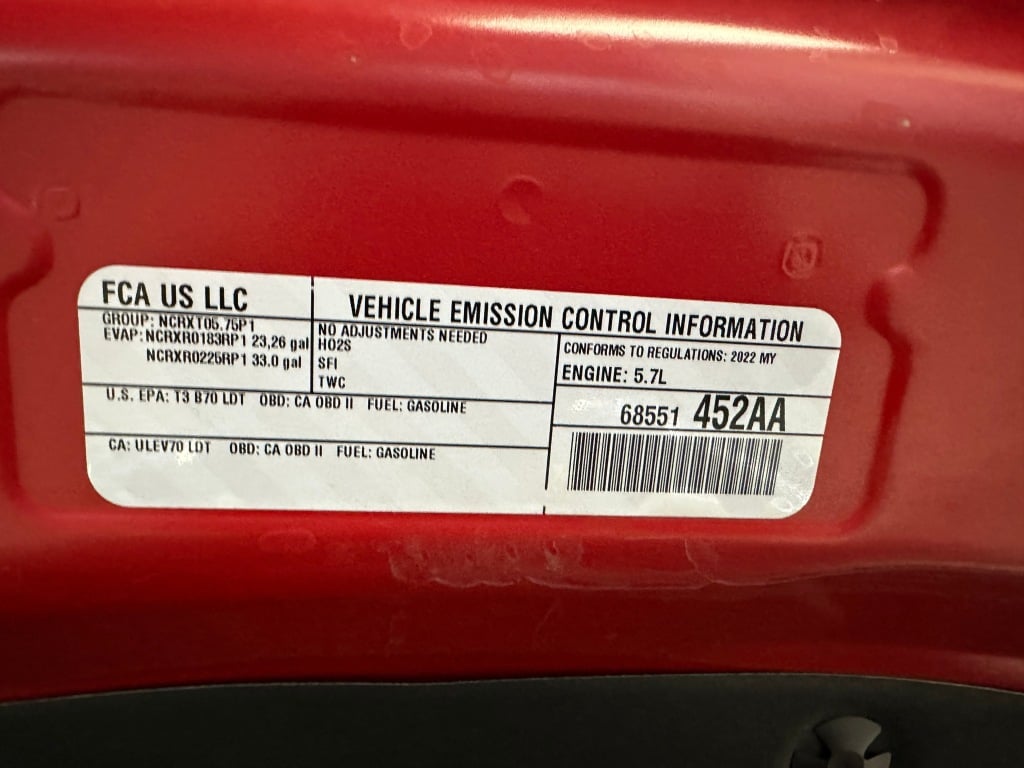 FCA US LLC
GROUP: NCRXT05.75P1
EVAP: NCRXR0183RP1 23,26 gal
NCRXR0225RP1 33.0 gal
VEHICLE EMISSION CONTROL INFORMATION
NO ADJUSTMENTS NEEDED
HO2S
SFI
TWC
CONFORMS TO REGULATIONS: 2022 MY
ENGINE: 5.7L
U.S. EPA: T3 B70 LDT OBD: CA OBD II FUEL: GASOLINE
68551 452AA
CA: ULEV70 LDT OBD: CA OBD II FUEL: GASOLINE